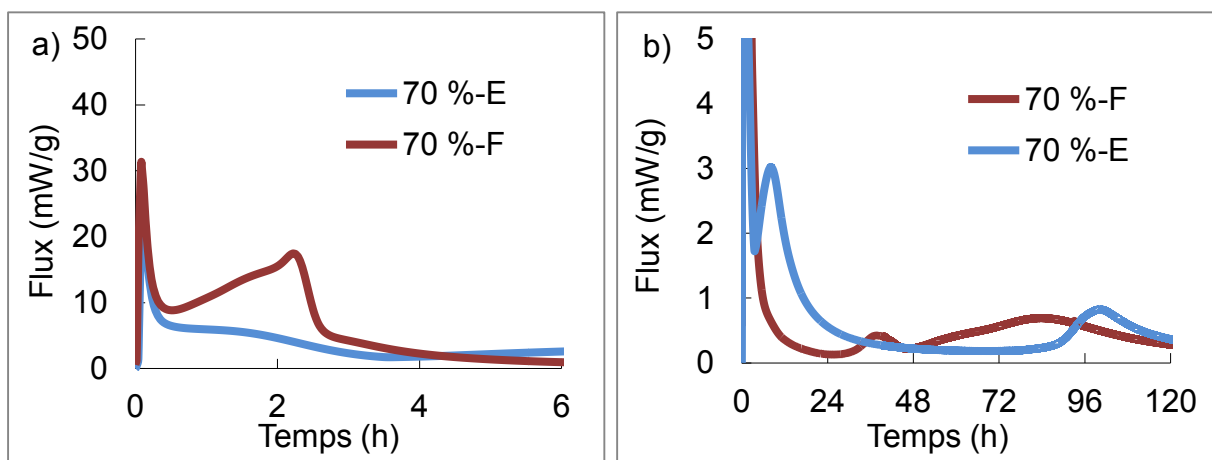 a)
50
40
30
20
10
0
Flux (mW/g)
70 %-E
70 %-F
0 2 4 6
Temps (h)
b)
5
4
3
2
1
0
Flux (mW/g)
70 %-F
70 %-E
0 24 48 72 96 120
Temps (h)